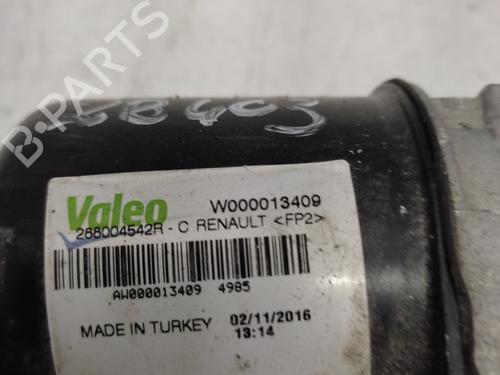 Valeo W000013409
288004542R - C RENAULT <FP2>
AW000013409 4985
MADE IN TURKEY 02/11/2016
13:14
B-PARTS